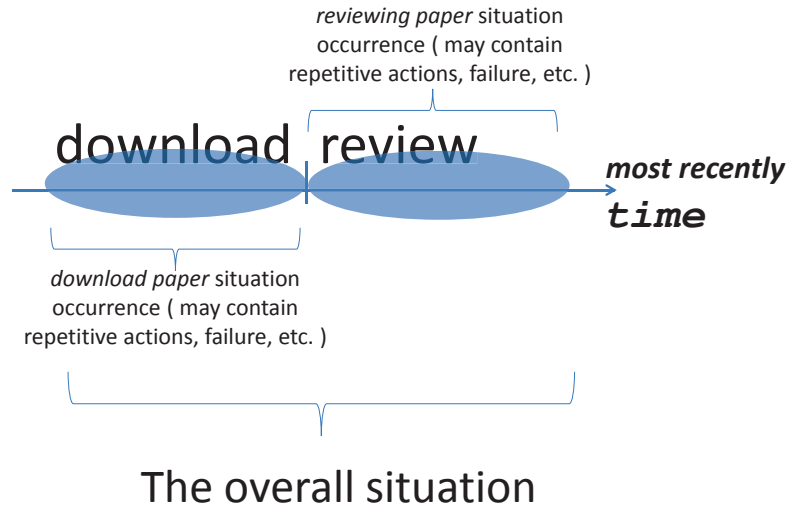 reviewing paper situation
occurrence ( may contain
repetitive actions, failure, etc. )
download review
most recently
time
download paper situation
occurrence ( may contain
repetitive actions, failure, etc. )
The overall situation